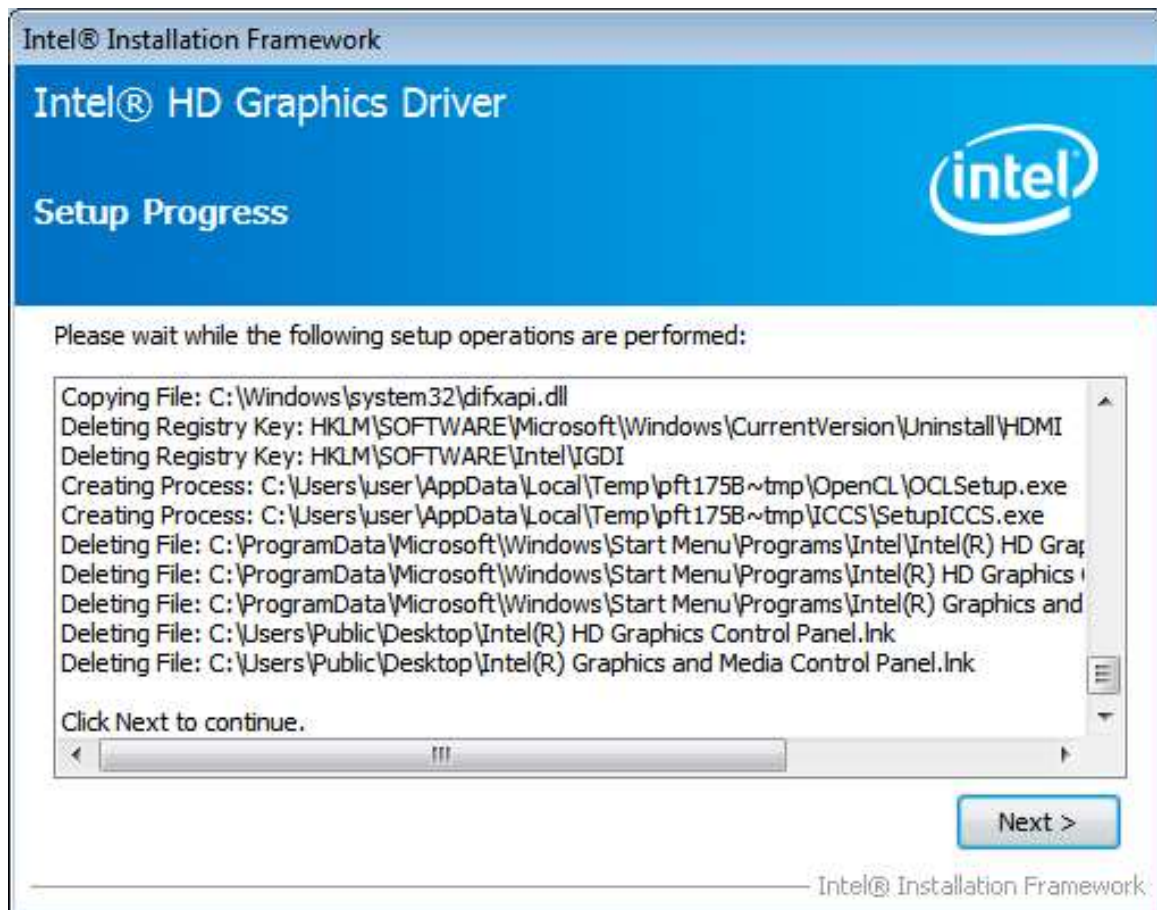 Intel® Installation Framework
Intel® HD Graphics Driver
intel®
Setup Progress
Please wait while the following setup operations are performed:
Copying File: C:\Windows\system32\difxapi.dll
Deleting Registry Key: HKLM\SOFTWARE\Microsoft\Windows\CurrentVersion\Uninstall\HDMI
Deleting Registry Key: HKLM\SOFTWARE\Intel\IGDI
Creating Process: C:\Users\user\AppData\Local\Temp\pft175B~tmp\OpenCL\OCLSetup.exe
Creating Process: C:\Users\user\AppData\Local\Temp\pft175B~tmp\ICCS\SetupICCS.exe
Deleting File: C:\ProgramData\Microsoft\Windows\Start Menu\Programs\Intel\Intel(R) HD Grap
Deleting File: C:\ProgramData\Microsoft\Windows\Start Menu\Programs\Intel(R) HD Graphics
Deleting File: C:\ProgramData\Microsoft\Windows\Start Menu\Programs\Intel(R) Graphics and
Deleting File: C:\Users\Public\Desktop\Intel(R) HD Graphics Control Panel.lnk
Deleting File: C:\Users\Public\Desktop\Intel(R) Graphics and Media Control Panel.lnk
Click Next to continue.
Next >
Intel® Installation Framework